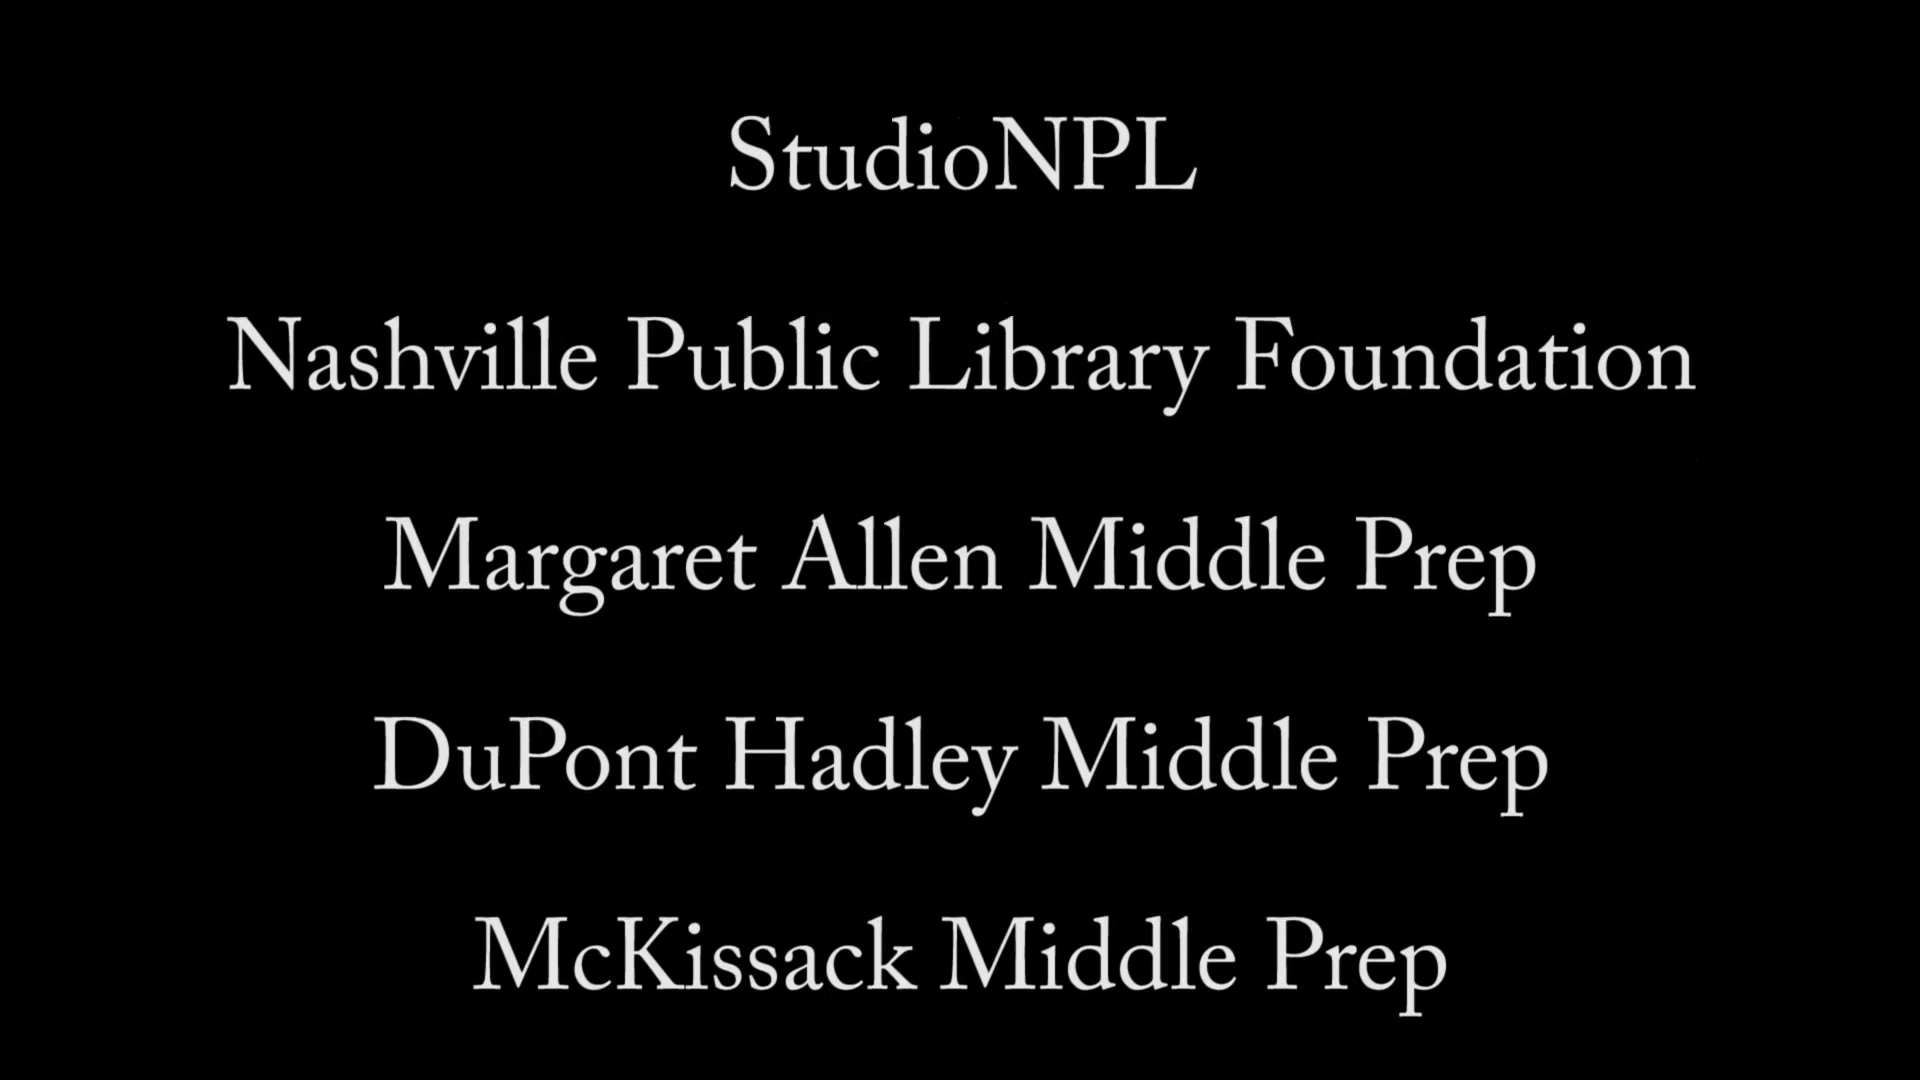 StudioNPL
Nashville Public Library Foundation
Margaret Allen Middle Prep
DuPont Hadley Middle Prep
McKissack Middle Prep